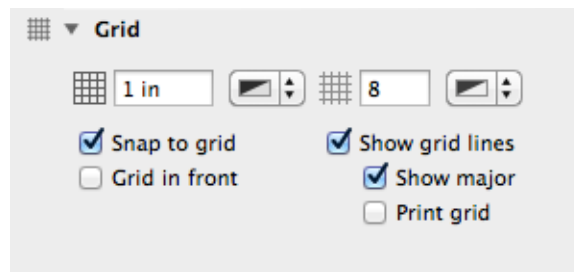 Grid
1 in 8
Snap to grid Show grid lines
Grid in front Show major
Print grid